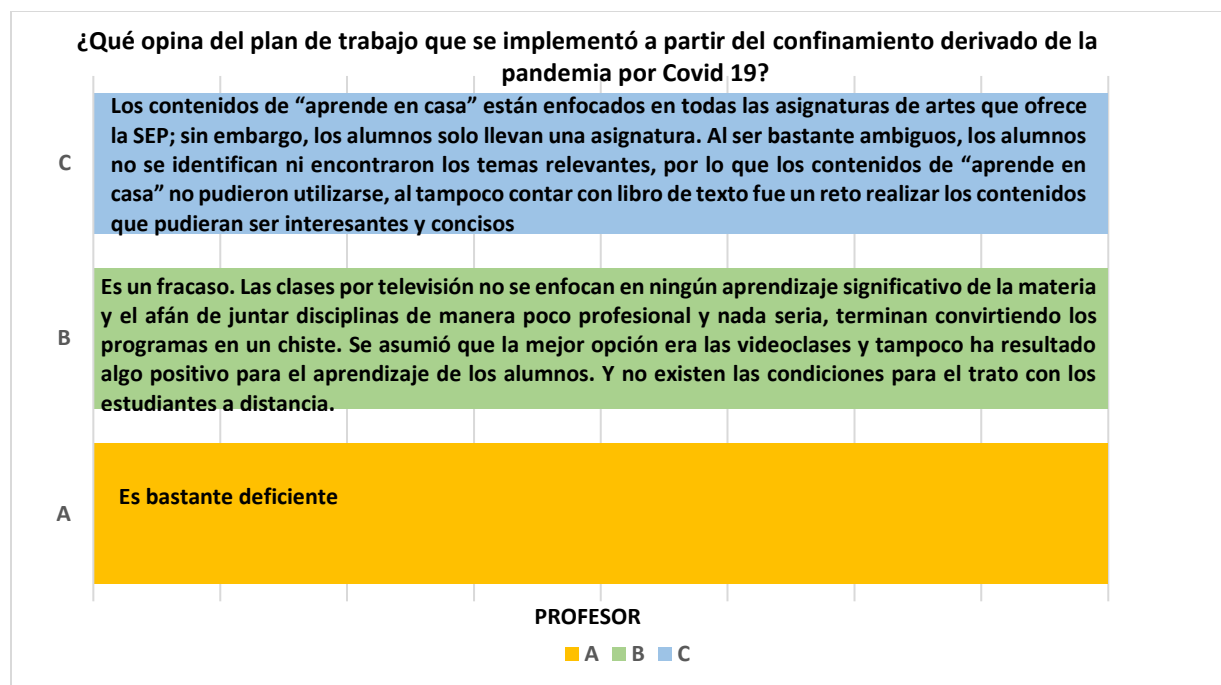 ¿Qué opina del plan de trabajo que se implementó a partir del confinamiento derivado de la
pandemia por Covid 19?
C
Los contenidos de “aprende en casa” están enfocados en todas las asignaturas de artes que ofrece
la SEP; sin embargo, los alumnos solo llevan una asignatura. Al ser bastante ambiguos, los alumnos
no se identifican ni encontraron los temas relevantes, por lo que los contenidos de “aprende en
casa” no pudieron utilizarse, al tampoco contar con libro de texto fue un reto realizar los contenidos
que pudieran ser interesantes y concisos
B
Es un fracaso. Las clases por televisión no se enfocan en ningún aprendizaje significativo de la materia
y el afán de juntar disciplinas de manera poco profesional y nada seria, terminan convirtiendo los
programas en un chiste. Se asumió que la mejor opción era las videoclases y tampoco ha resultado
algo positivo para el aprendizaje de los alumnos. Y no existen las condiciones para el trato con los
estudiantes a distancia.
A
Es bastante deficiente
PROFESOR
A B C